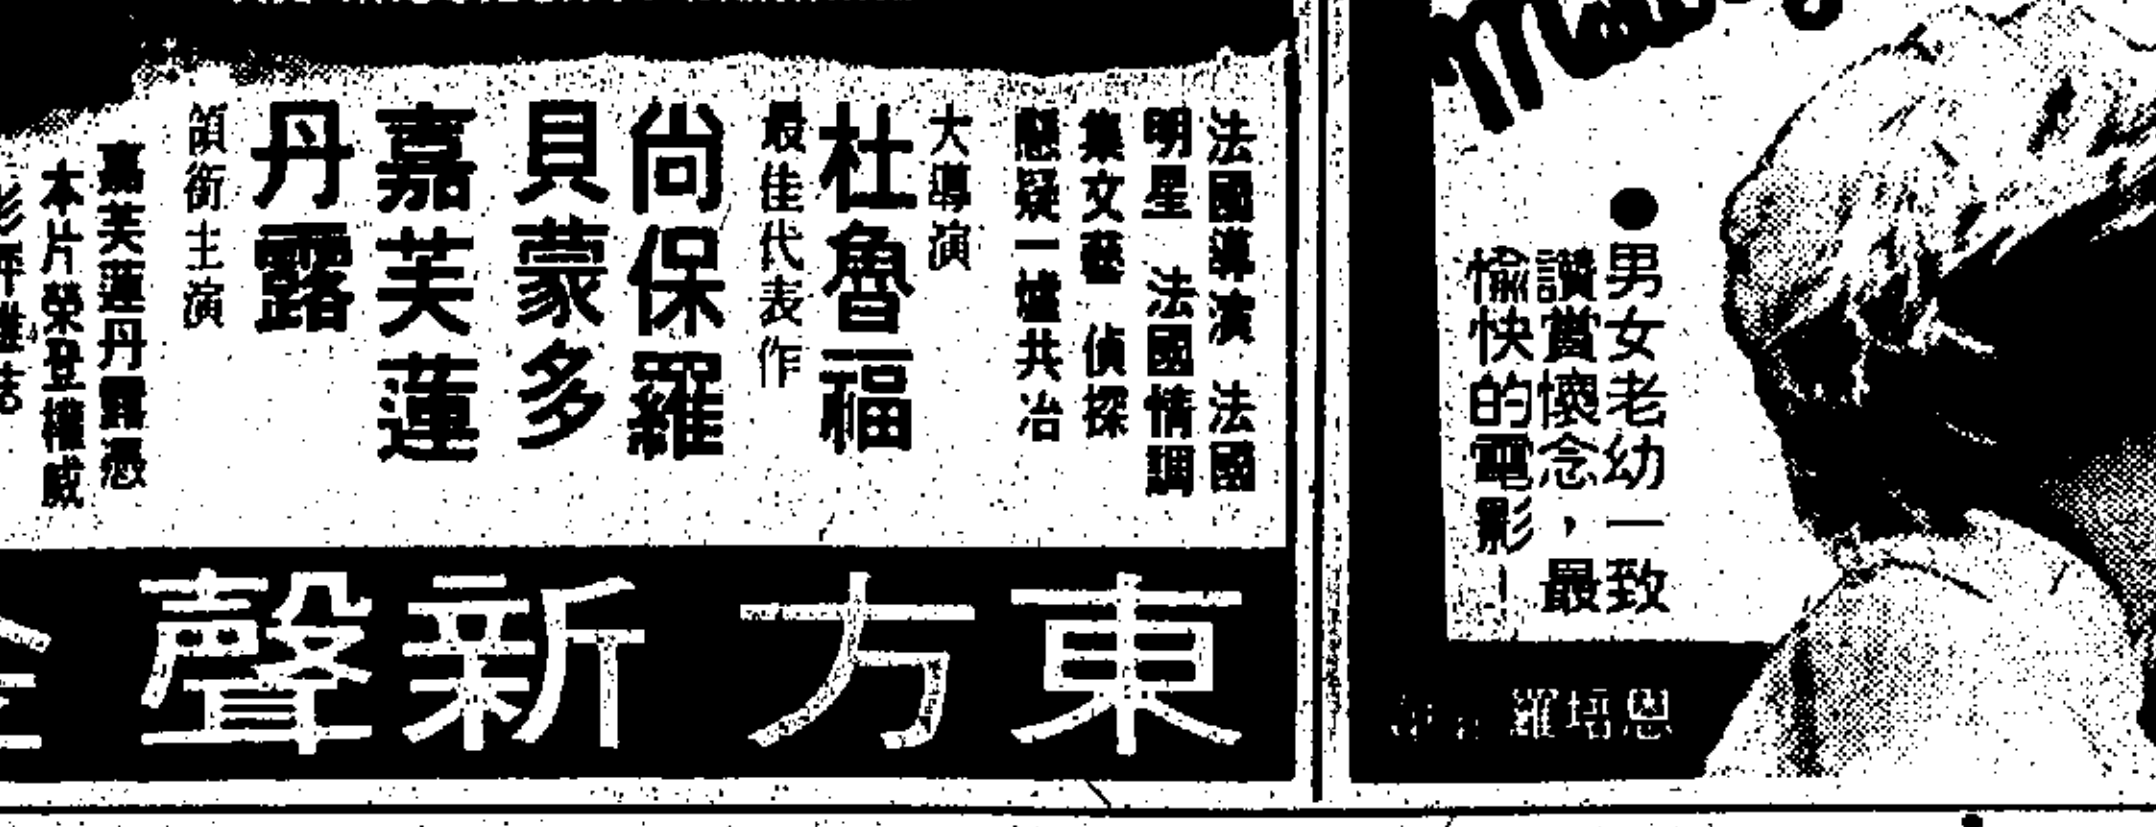 法國導演 法國
明星 法國情調
集文藝 偵探
懸疑一爐共冶
大導演
杜魯福
最佳代表作
尚保羅
貝蒙多
嘉芙蓮
丹露
領銜主演
嘉芙蓮丹露憑
本片榮登權威
東方 新聲
●男女老幼一致
讚賞懷念,最
愉快的電影!
恩培羅